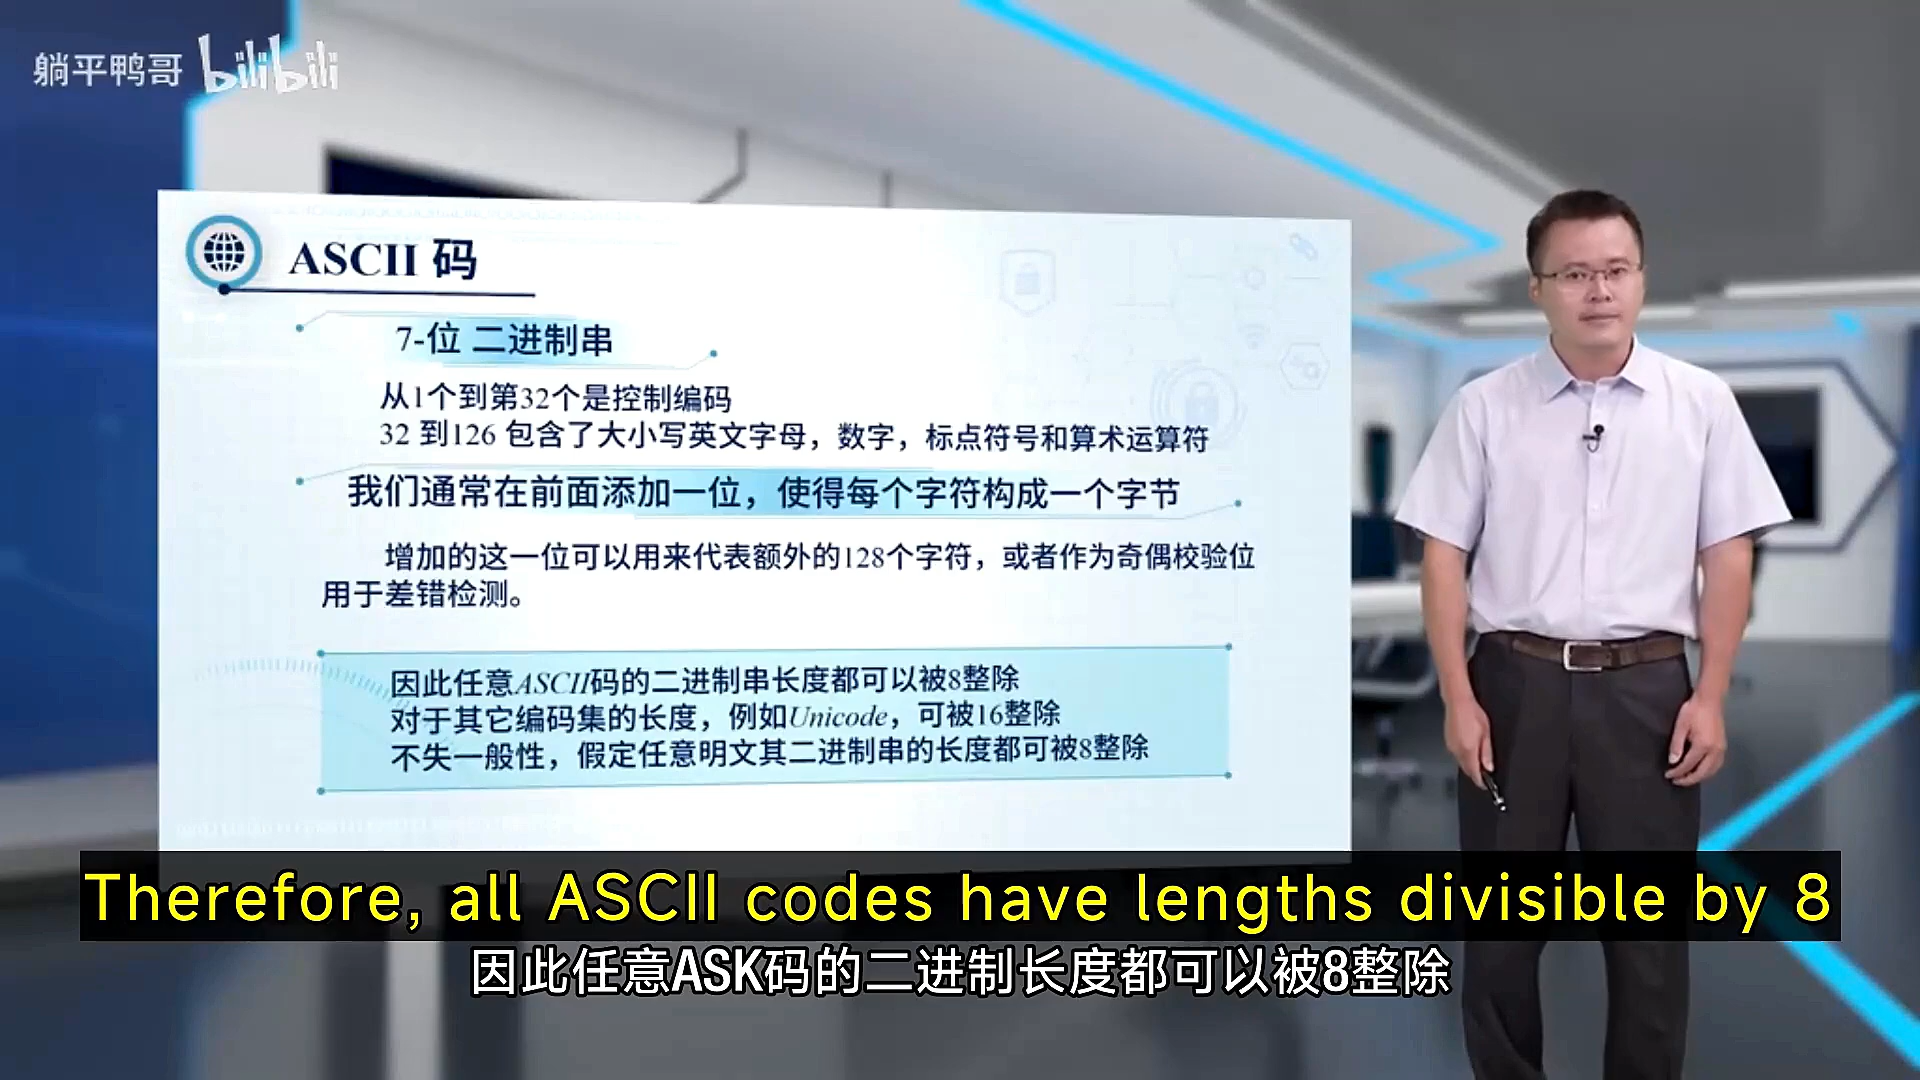 躺平鸭哥 bilibili
ASCII 码
7-位 二进制串
从1个到第32个是控制编码
32 到126 包含了大小写英文字母，数字，标点符号和算术运算符
我们通常在前面添加一位，使得每个字符构成一个字节
增加的这一位可以用来代表额外的128个字符，或者作为奇偶校验位
用于差错检测。
因此任意ASCII码的二进制串长度都可以被8整除
对于其它编码集的长度，例如Unicode，可被16整除
不失一般性，假定任意明文其二进制串的长度都可被8整除
Therefore, all ASCII codes have lengths divisible by 8
因此任意ASK码的二进制长度都可以被8整除